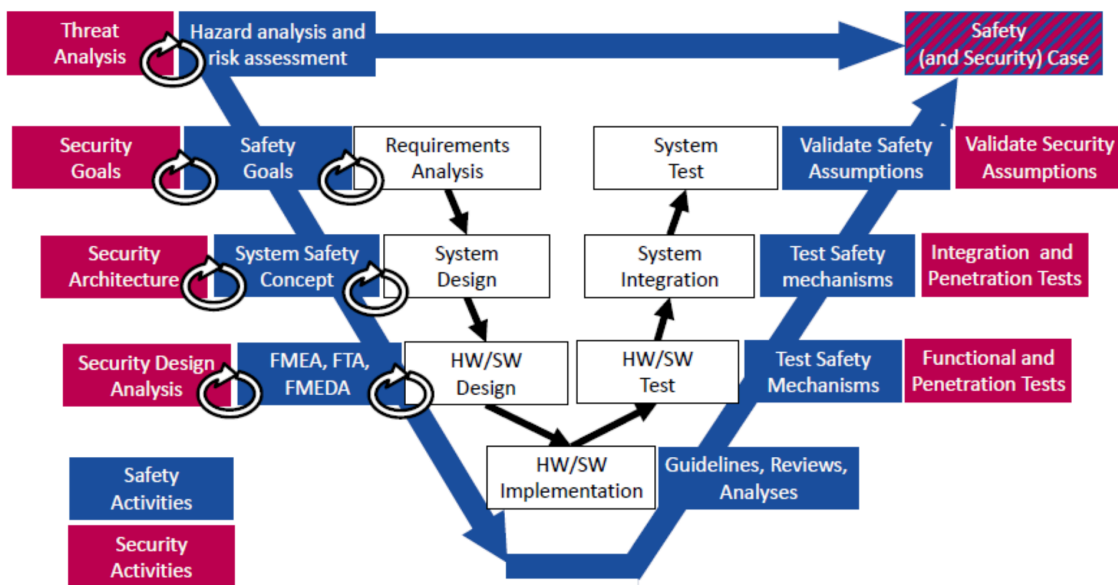 Threat
Analysis
Hazard analysis and
risk assessment
Safety
(and Security) Case
Security
Goals
Safety
Goals
Requirements
Analysis
System
Test
Validate Safety
Assumptions
Validate Security
Assumptions
Security
Architecture
System Safety
Concept
System
Design
System
Integration
Test Safety
mechanisms
Integration and
Penetration Tests
Security Design
Analysis
FMEA, FTA,
FMEDA
HW/SW
Design
HW/SW
Test
Test Safety
Mechanisms
Functional and
Penetration Tests
HW/SW
Implementation
Guidelines, Reviews,
Analyses
Safety
Activities
Security
Activities